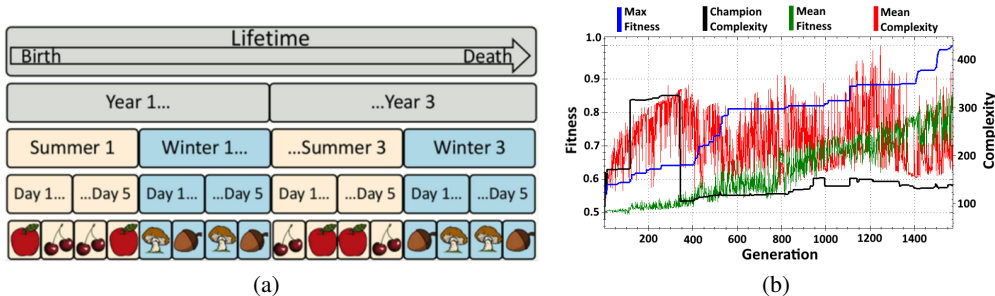 Lifetime
Birth Death
Year 1... ...Year 3
Summer 1 Winter 1... ...Summer 3 Winter 3
Day 1... ...Day 5 Day 1... ...Day 5 Day 1... ...Day 5 Day 1... ...Day 5
(a)
Max Fitness Champion Complexity Mean Fitness Mean Complexity
1.0
0.9
0.8
0.7
0.6
0.5
Fitness
400
300
200
100
Complexity
200 400 600 800 1000 1200 1400
Generation
(b)